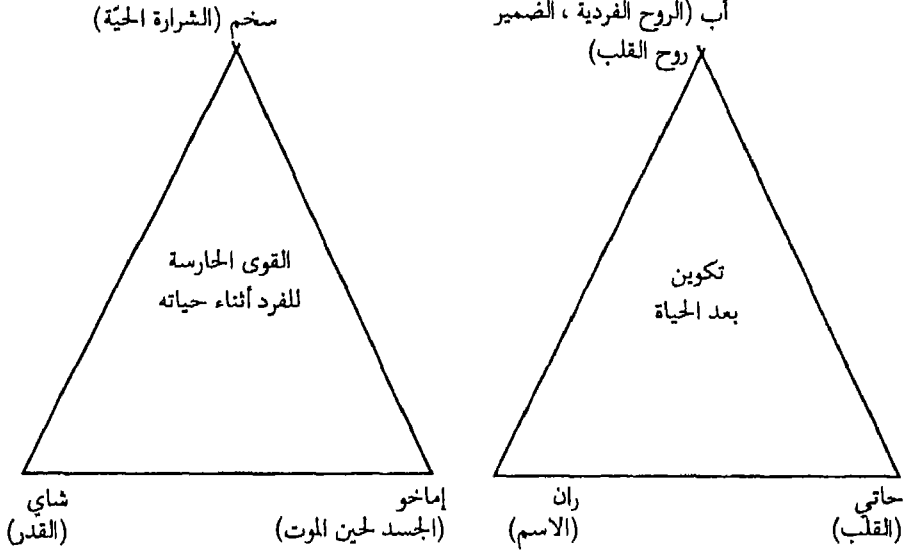 أب (الروح الفردية ، الضمير
روح القلب)
تكوين
بعد الحياة
حاتي
(القلب)
ران
(الاسم)
سخم (الشرارة الحيّة)
القوى الحارسة
للفرد أثناء حياته
إماخو
(الجسد لحين الموت)
شاي
(القدر)